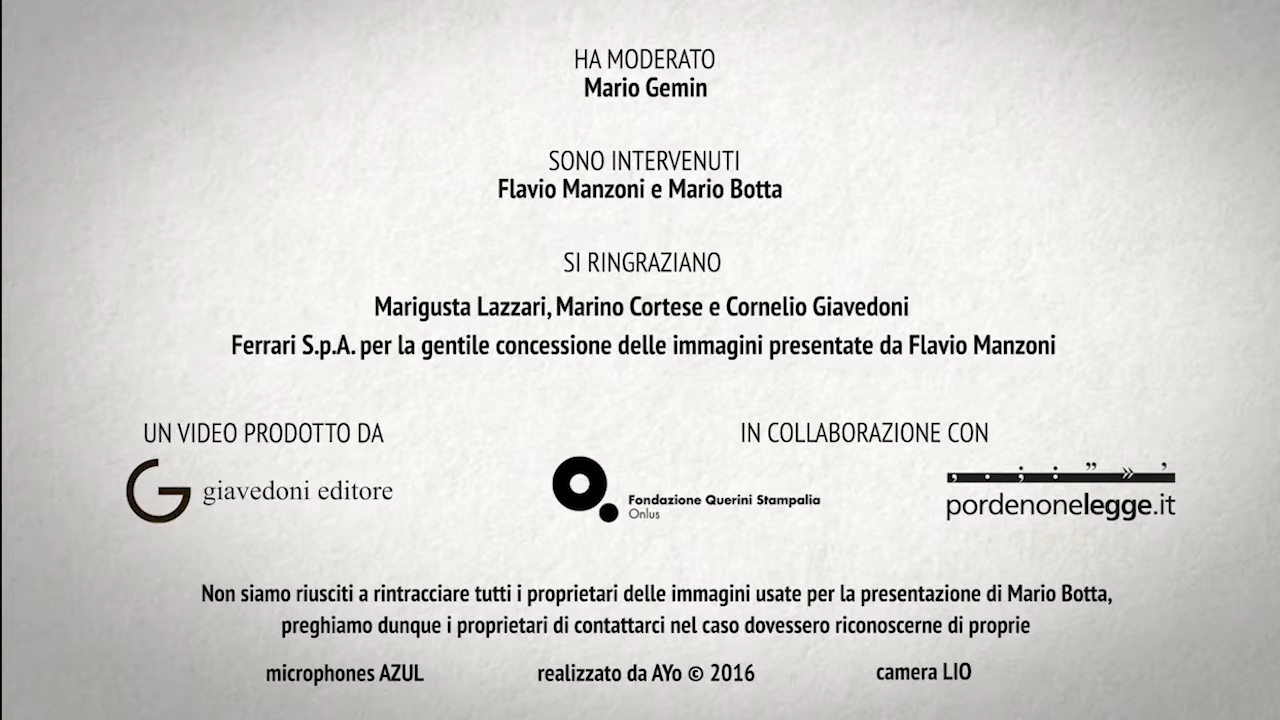 HA MODERATO
Mario Gemin
SONO INTERVENUTI
Flavio Manzoni e Mario Botta
SI RINGRAZIANO
Marigusta Lazzari, Marino Cortese e Cornelio Giavedoni
Ferrari S.p.A. per la gentile concessione delle immagini presentate da Flavio Manzoni
UN VIDEO PRODOTTO DA
giavedoni editore
IN COLLABORAZIONE CON
Fondazione Querini Stampalia
Onlus
, . ; : ” » ’
pordenonelegge.it
Non siamo riusciti a rintracciare tutti i proprietari delle immagini usate per la presentazione di Mario Botta,
preghiamo dunque i proprietari di contattarci nel caso dovessero riconoscerne di proprie
microphones AZUL
realizzato da AYo © 2016
camera LIO